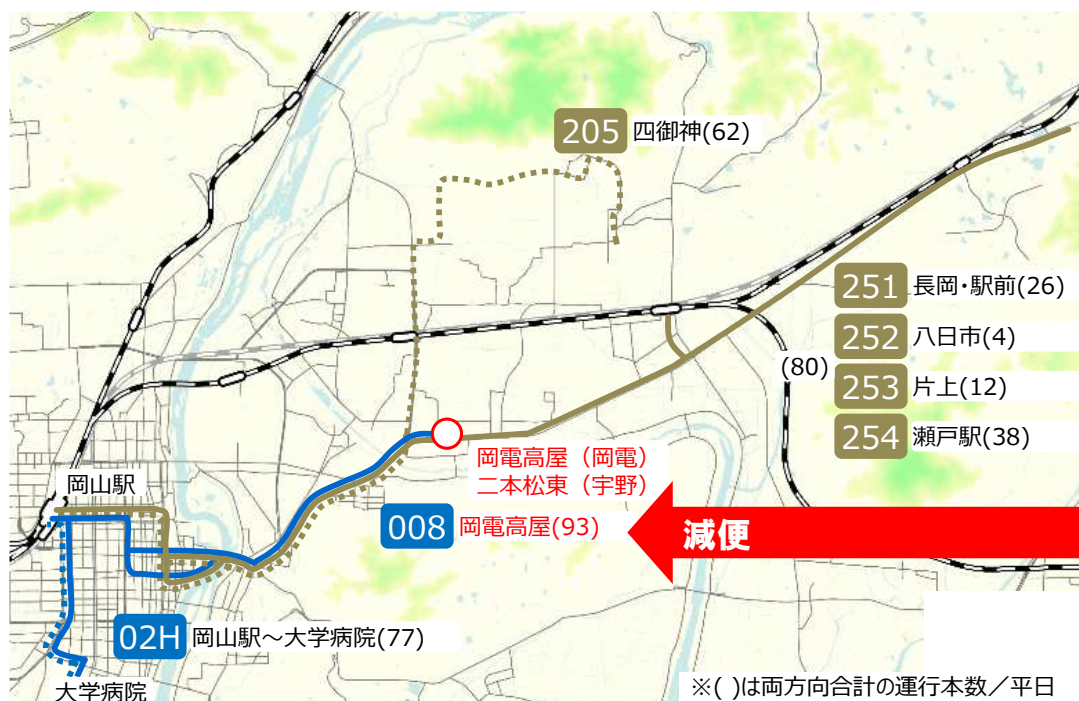 205 四御神(62)
251 長岡・駅前(26)
252 八日市(4)
(80)
253 片上(12)
254 瀬戸駅(38)
岡電高屋（岡電）
二本松東（宇野）
岡山駅
008 岡電高屋(93)
減便
02H 岡山駅～大学病院(77)
大学病院
※( )は両方向合計の運行本数／平日